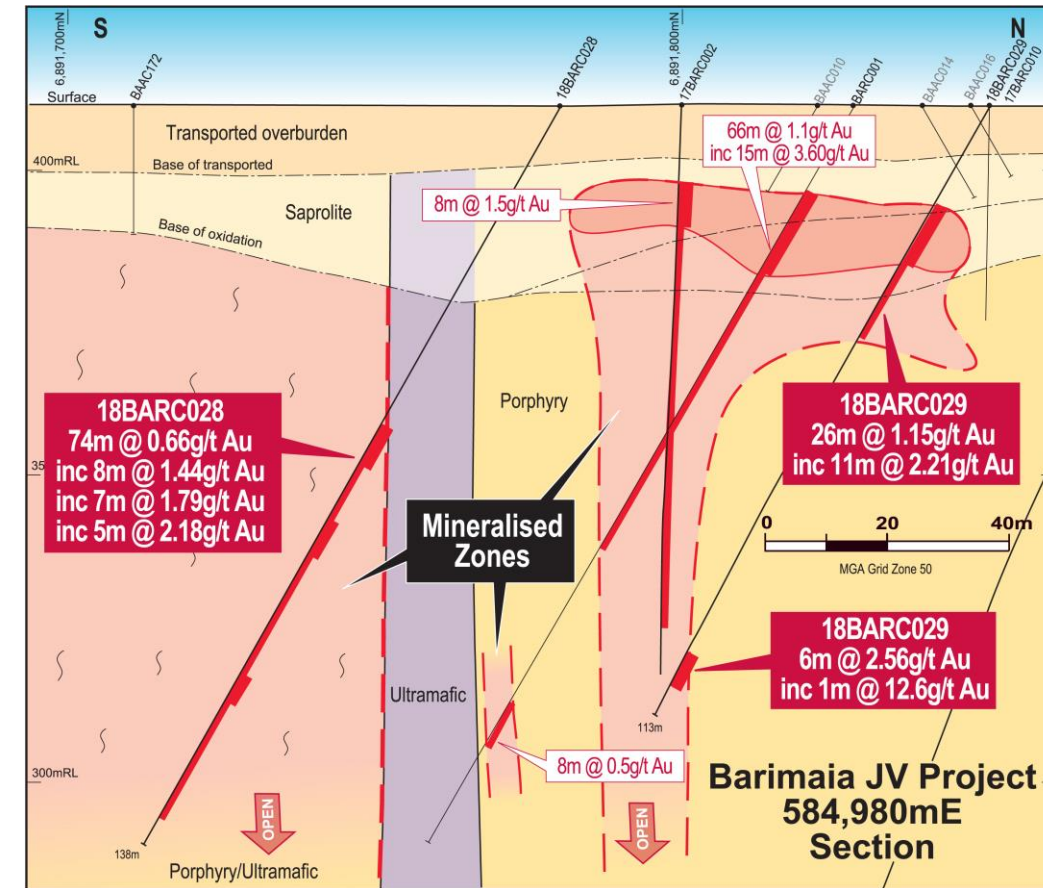 S
N
6,891,700mN
BAAC172
18BARC028
17BARC002
6,891,800mN
BAAC010
BARC001
BAAC014
BAAC016
18BARC029
17BARC010
Surface
Transported overburden
400mRL
Base of transported
Saprolite
Base of oxidation
66m @ 1.1g/t Au
inc 15m @ 3.60g/t Au
8m @ 1.5g/t Au
18BARC028
74m @ 0.66g/t Au
inc 8m @ 1.44g/t Au
inc 7m @ 1.79g/t Au
inc 5m @ 2.18g/t Au
Porphyry
18BARC029
26m @ 1.15g/t Au
inc 11m @ 2.21g/t Au
Mineralised
Zones
0 20 40m
MGA Grid Zone 50
18BARC029
6m @ 2.56g/t Au
inc 1m @ 12.6g/t Au
Ultramafic
113m
8m @ 0.5g/t Au
300mRL
OPEN
OPEN
138m
Porphyry/Ultramafic
Barimaia JV Project
584,980mE
Section